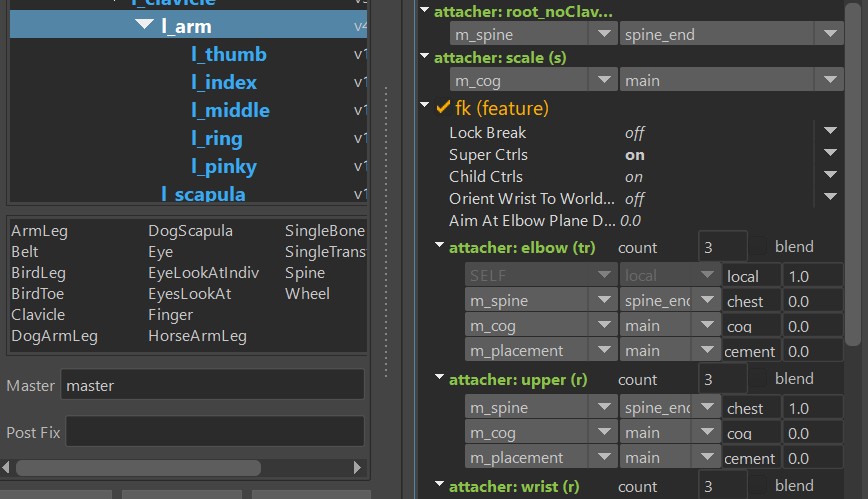 l_clavicle
l_arm
l_thumb v1
l_index v1
l_middle v1
l_ring v1
l_pinky v1
l_scapula v1
ArmLeg DogScapula SingleBone
Belt Eye SingleTrans
BirdLeg EyeLookAtIndiv Spine
BirdToe EyesLookAt Wheel
Clavicle Finger
DogArmLeg HorseArmLeg
Master master
Post Fix
attacher: root_noClav...
m_spine spine_end
attacher: scale (s)
m_cog main
fk (feature)
Lock Break off
Super Ctrls on
Child Ctrls on
Orient Wrist To World... off
Aim At Elbow Plane D... 0.0
attacher: elbow (tr) count 3 blend
SELF local local 1.0
m_spine spine_end chest 0.0
m_cog main cog 0.0
m_placement main cement 0.0
attacher: upper (r) count 3 blend
m_spine spine_end chest 1.0
m_cog main cog 0.0
m_placement main cement 0.0
attacher: wrist (r) count 3 blend